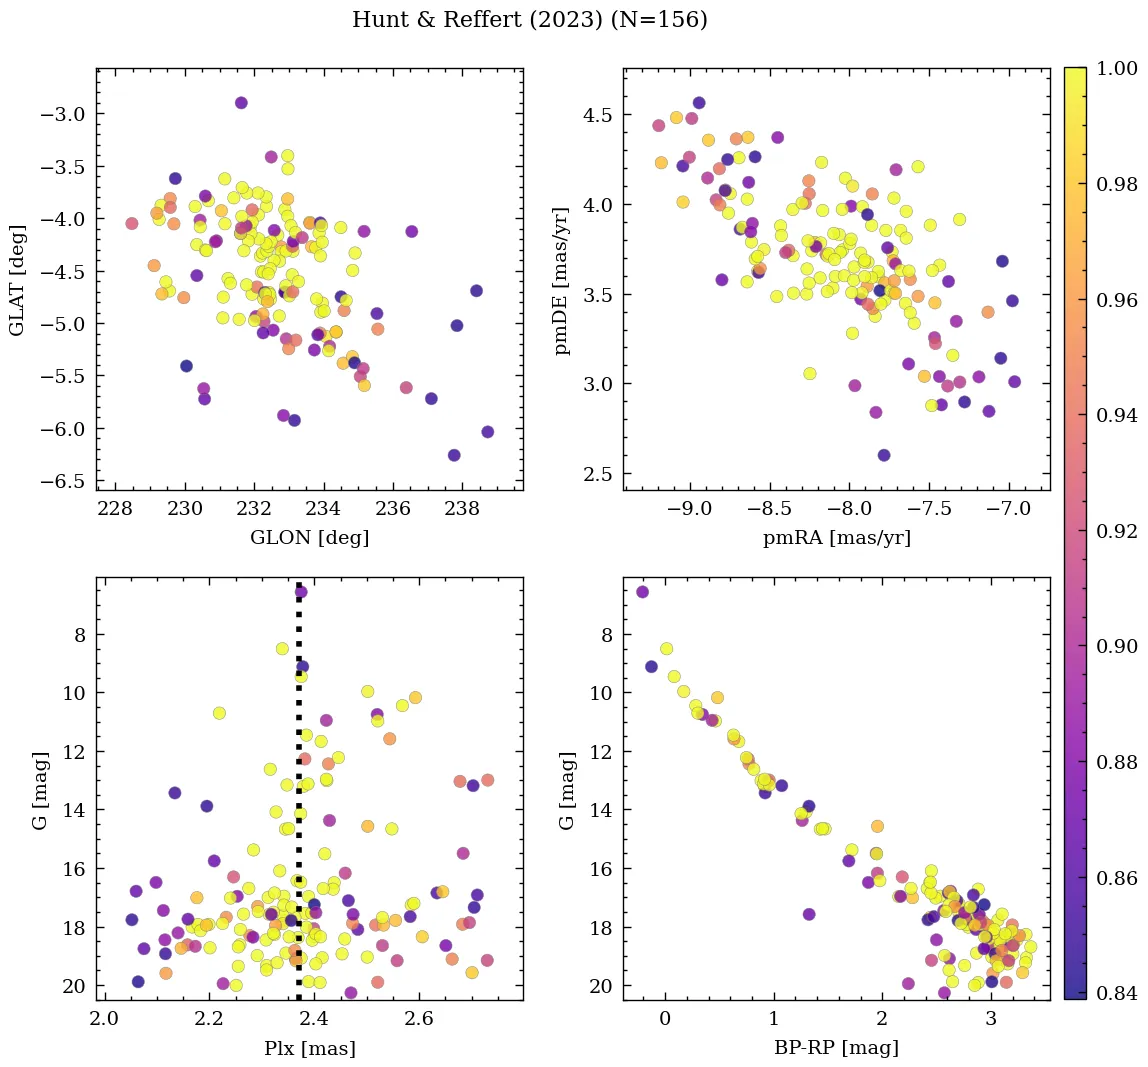 Hunt & Reffert (2023) (N=156)
−3.0
−3.5
−4.0
−4.5
−5.0
−5.5
−6.0
−6.5
GLAT [deg]
228 230 232 234 236 238
GLON [deg]
4.5
4.0
3.5
3.0
2.5
pmDE [mas/yr]
−9.0 −8.5 −8.0 −7.5 −7.0
pmRA [mas/yr]
1.00
0.98
0.96
0.94
0.92
0.90
0.88
0.86
0.84
8
10
12
14
16
18
20
G [mag]
2.0 2.2 2.4 2.6
Plx [mas]
8
10
12
14
16
18
20
G [mag]
0 1 2 3
BP-RP [mag]